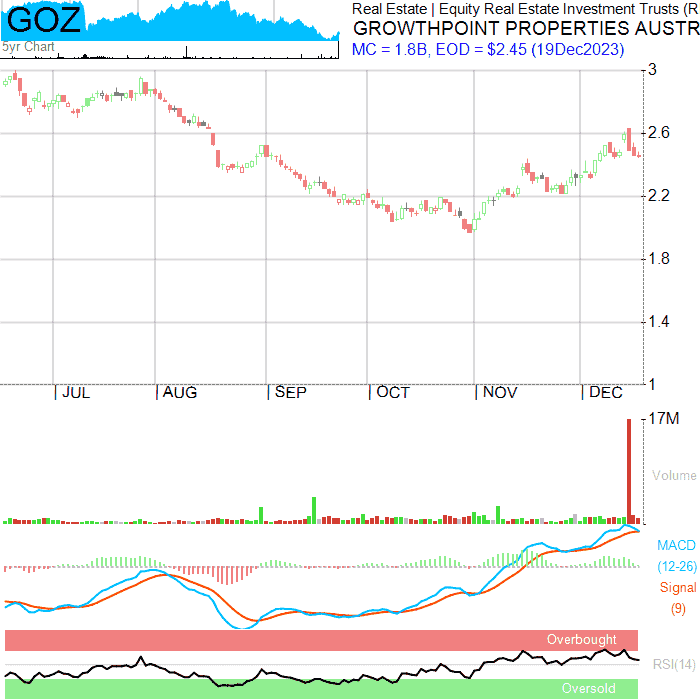 GOZ
5yr Chart
Real Estate | Equity Real Estate Investment Trusts (R
GROWTHPOINT PROPERTIES AUSTR
MC = 1.8B, EOD = $2.45 (19Dec2023)
3
2.6
2.2
1.8
1.4
1
JUL AUG SEP OCT NOV DEC
17M
Volume
MACD
(12-26)
Signal
(9)
Overbought
RSI(14)
Oversold